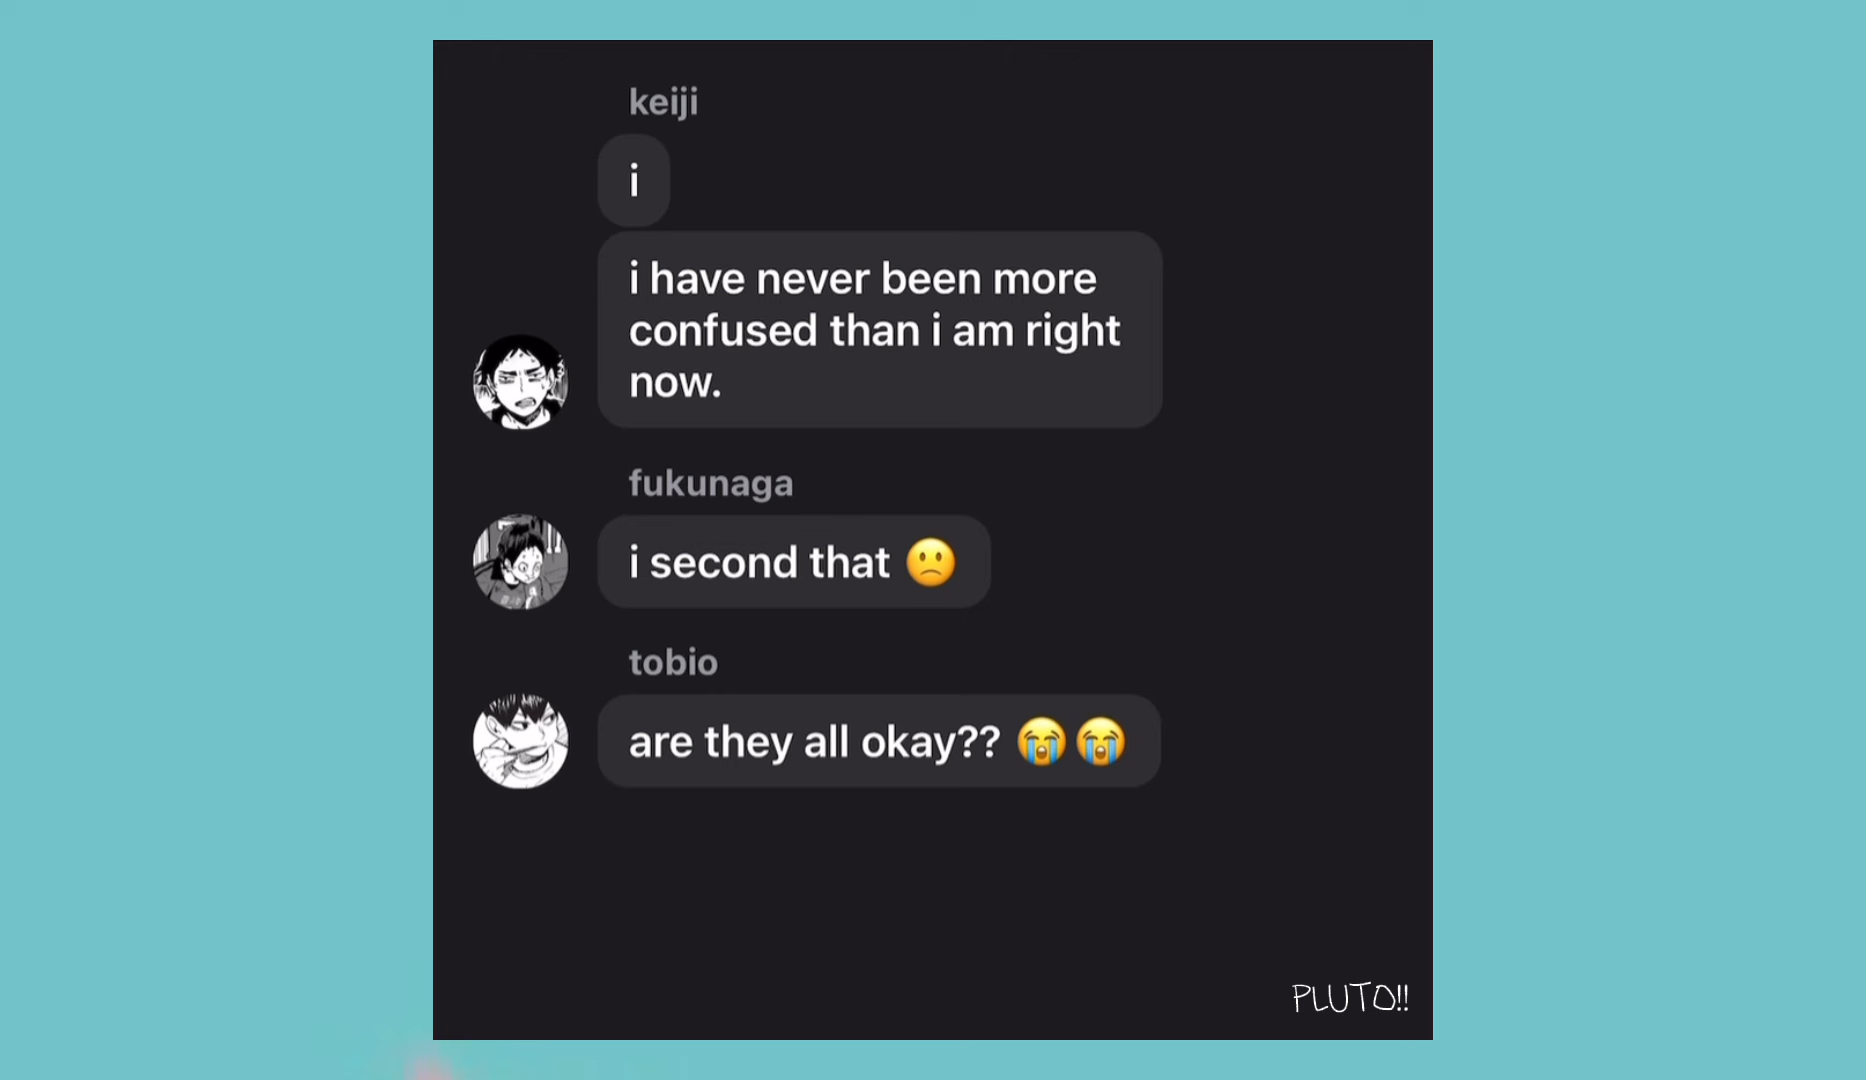 keiji
i
i have never been more
confused than i am right
now.
fukunaga
i second that 🙁
tobio
are they all okay?? 😭😭
PLUTO!!